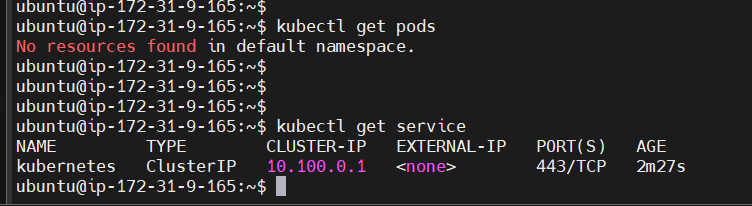 ubuntu@ip-172-31-9-165:~$
ubuntu@ip-172-31-9-165:~$ kubectl get pods
No resources found in default namespace.
ubuntu@ip-172-31-9-165:~$
ubuntu@ip-172-31-9-165:~$
ubuntu@ip-172-31-9-165:~$
ubuntu@ip-172-31-9-165:~$ kubectl get service
NAME TYPE CLUSTER-IP EXTERNAL-IP PORT(S) AGE
kubernetes ClusterIP 10.100.0.1 <none> 443/TCP 2m27s
ubuntu@ip-172-31-9-165:~$